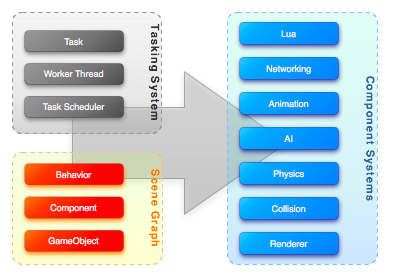 Task
Worker Thread
Task Scheduler
Tasking System
Behavior
Component
GameObject
Scene Graph
Lua
Networking
Animation
AI
Physics
Collision
Renderer
Component Systems